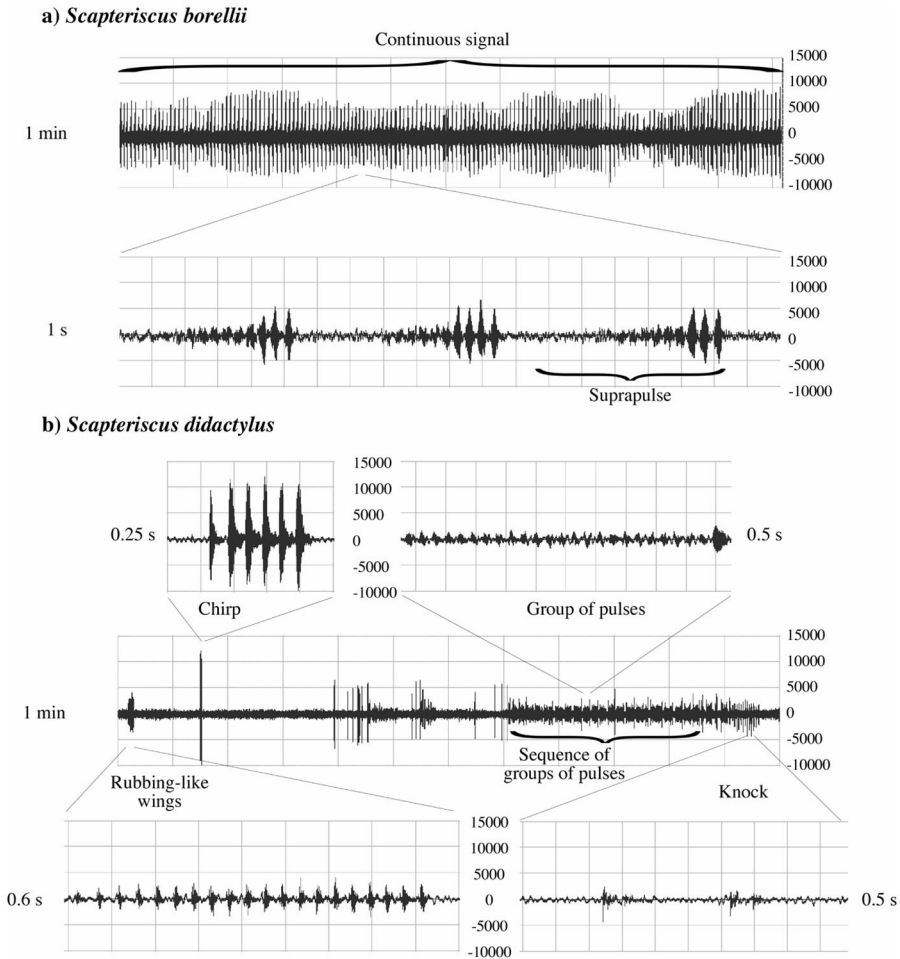 a) Scapteriscus borellii
Continuous signal
1 min
15000
10000
5000
0
-5000
-10000
1 s
15000
10000
5000
0
-5000
-10000
Suprapulse
b) Scapteriscus didactylus
0.25 s
15000
10000
5000
0
-5000
-10000
0.5 s
Chirp
Group of pulses
1 min
15000
10000
5000
0
-5000
-10000
Rubbing-like
wings
Sequence of
groups of pulses
Knock
0.6 s
15000
10000
5000
0
-5000
-10000
0.5 s